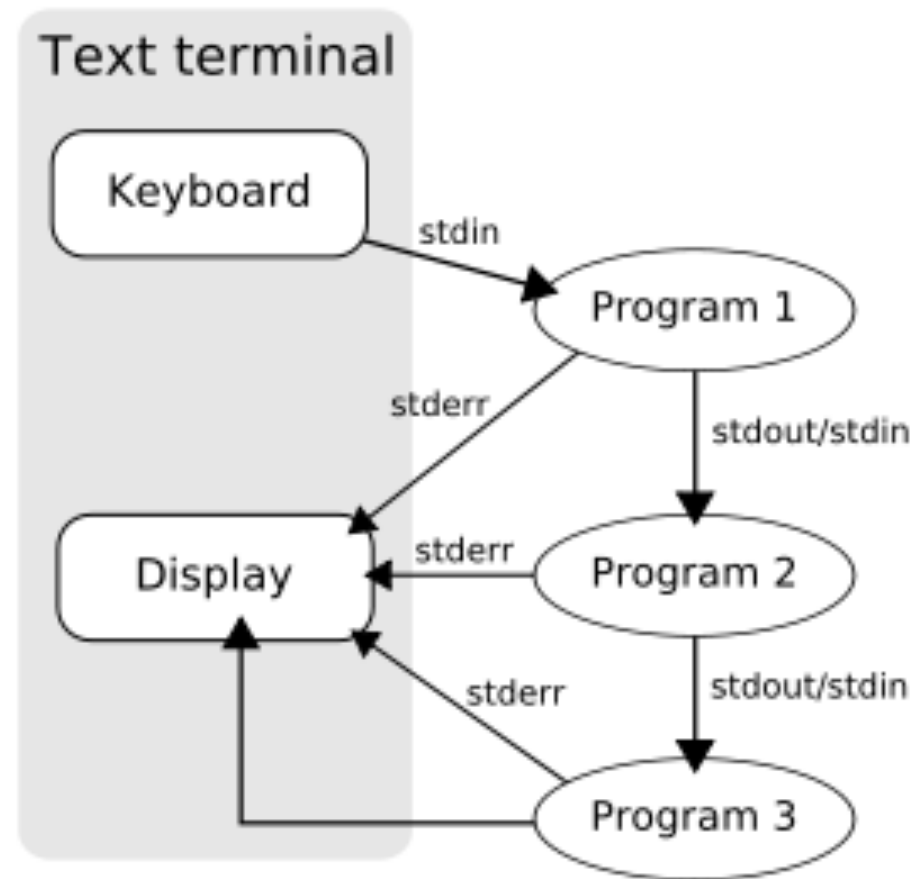 Text terminal
Keyboard
stdin
Program 1
stderr
stdout/stdin
Display
stderr
Program 2
stderr
stdout/stdin
Program 3